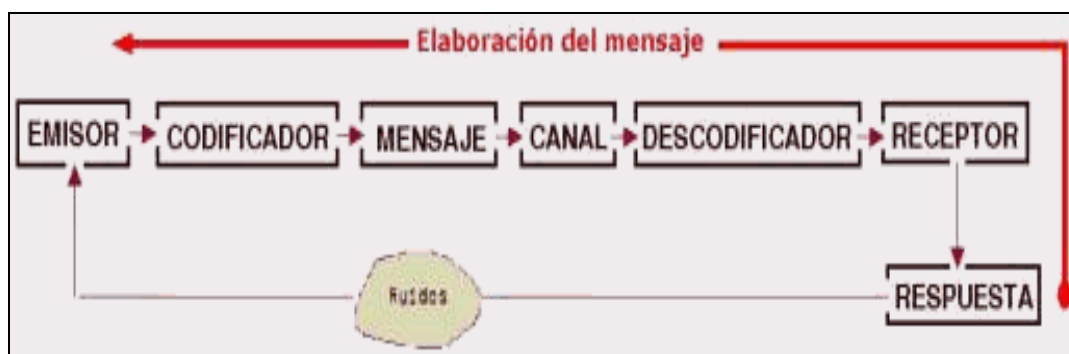 Elaboración del mensaje
EMISOR CODIFICADOR MENSAJE CANAL DESCODIFICADOR RECEPTOR
Ruidos RESPUESTA